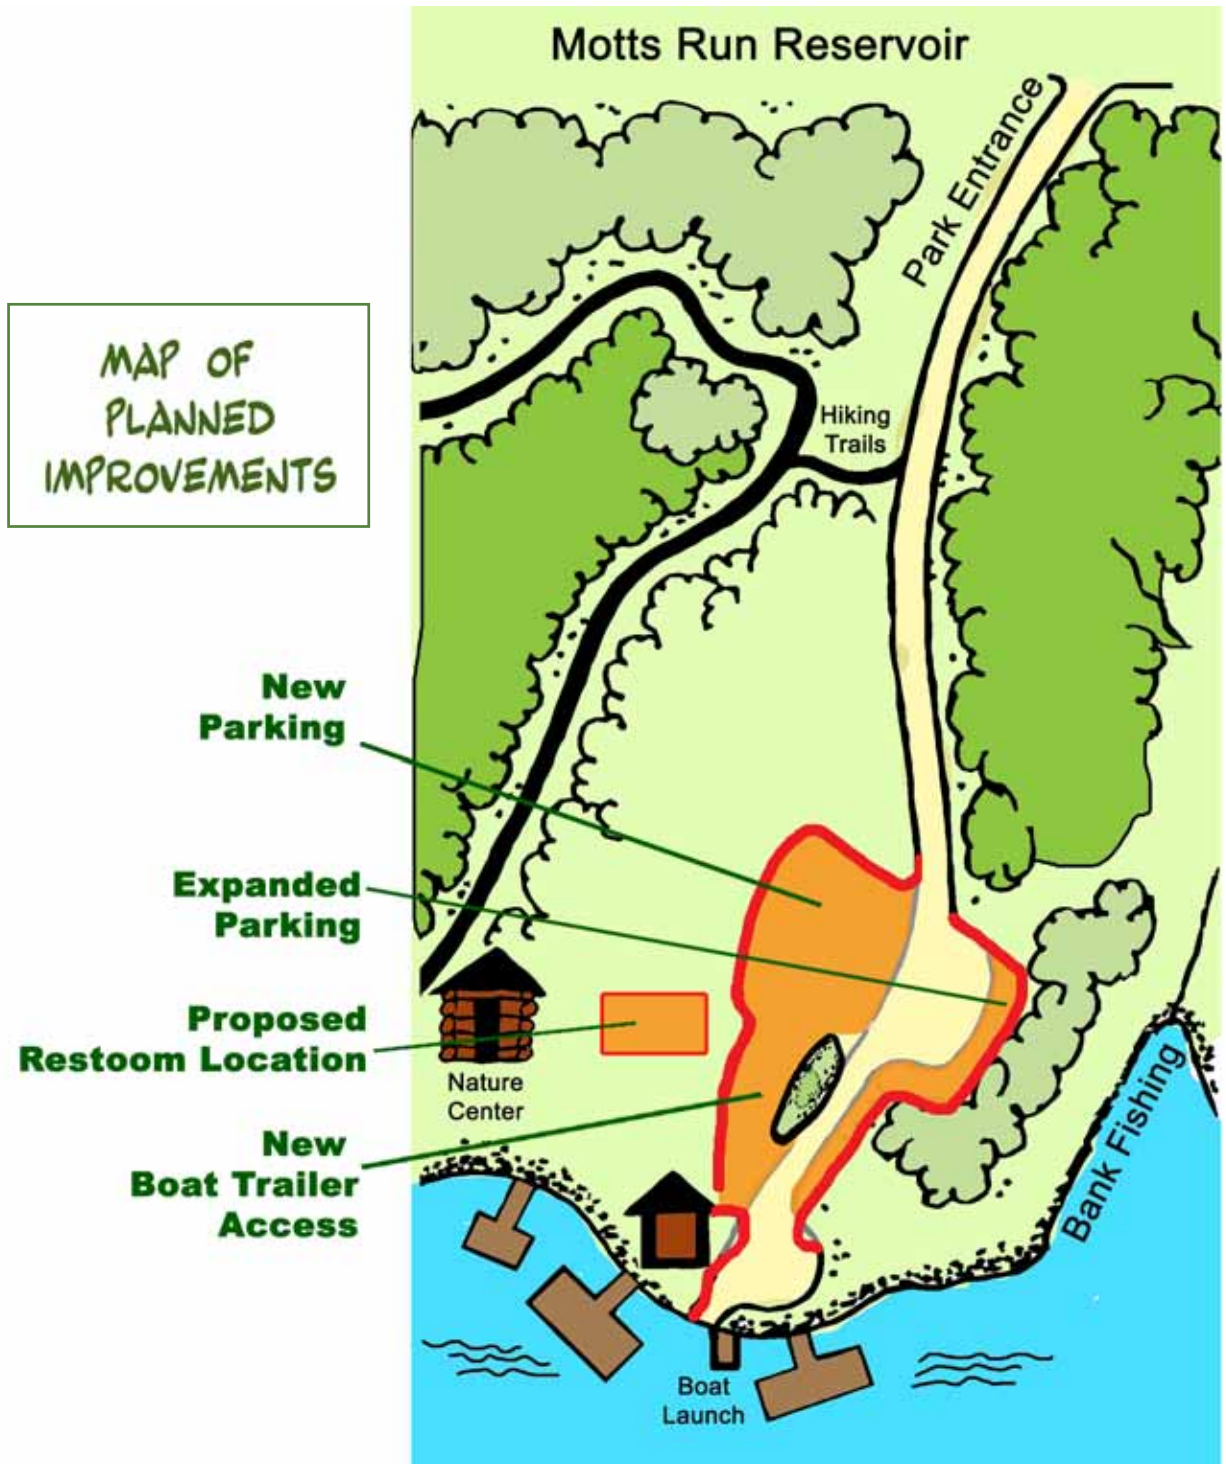 Motts Run Reservoir
Park Entrance
MAP OF
PLANNED
IMPROVEMENTS
Hiking
Trails
New
Parking
Expanded
Parking
Proposed
Restoom Location
Nature
Center
New
Boat Trailer
Access
Bank Fishing
Boat
Launch